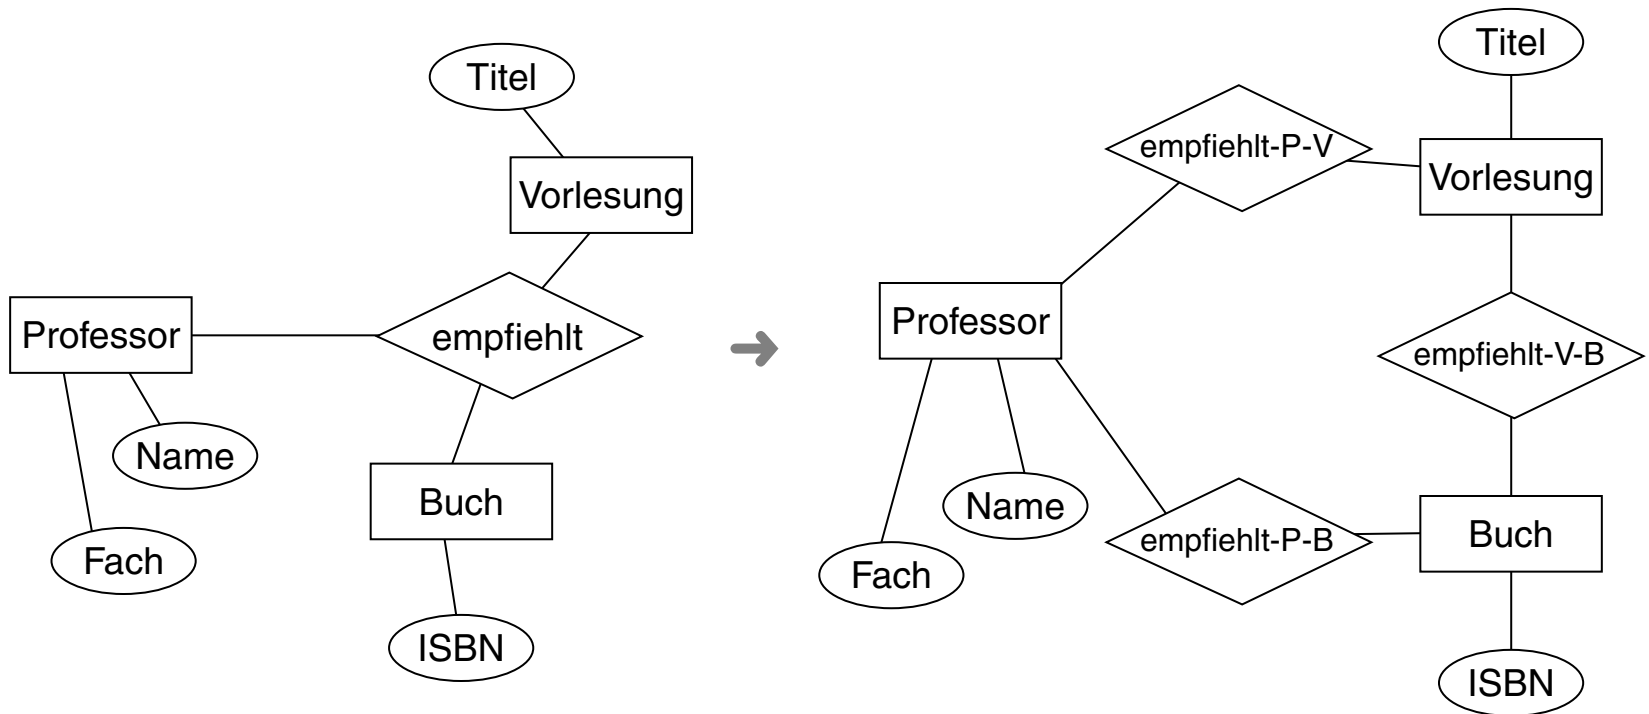 Titel
Vorlesung
Professor
empfiehlt
Name
Buch
Fach
ISBN
Titel
empfiehlt-P-V
Vorlesung
Professor
empfiehlt-V-B
Name
empfiehlt-P-B
Buch
Fach
ISBN